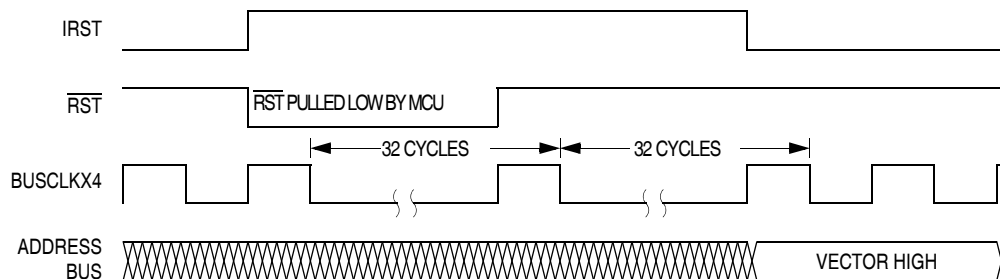 IRST
RST
RST PULLED LOW BY MCU
32 CYCLES
32 CYCLES
BUSCLKX4
ADDRESS
BUS
VECTOR HIGH